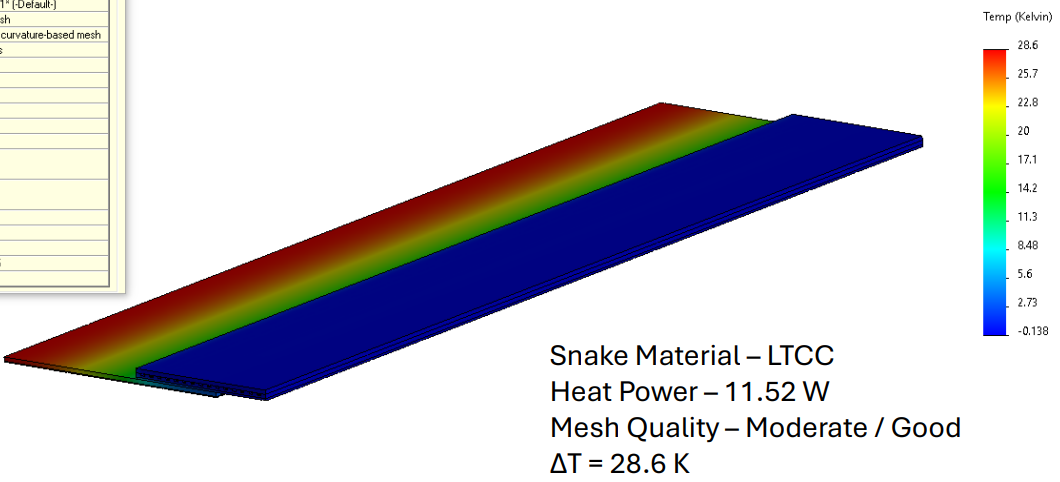 1* (-Default-)
sh
curvature-based mesh
s
Temp (Kelvin)
28.6
25.7
22.8
20
17.1
14.2
11.3
8.48
5.6
2.73
-0.138
Snake Material – LTCC
Heat Power – 11.52 W
Mesh Quality – Moderate / Good
ΔT = 28.6 K